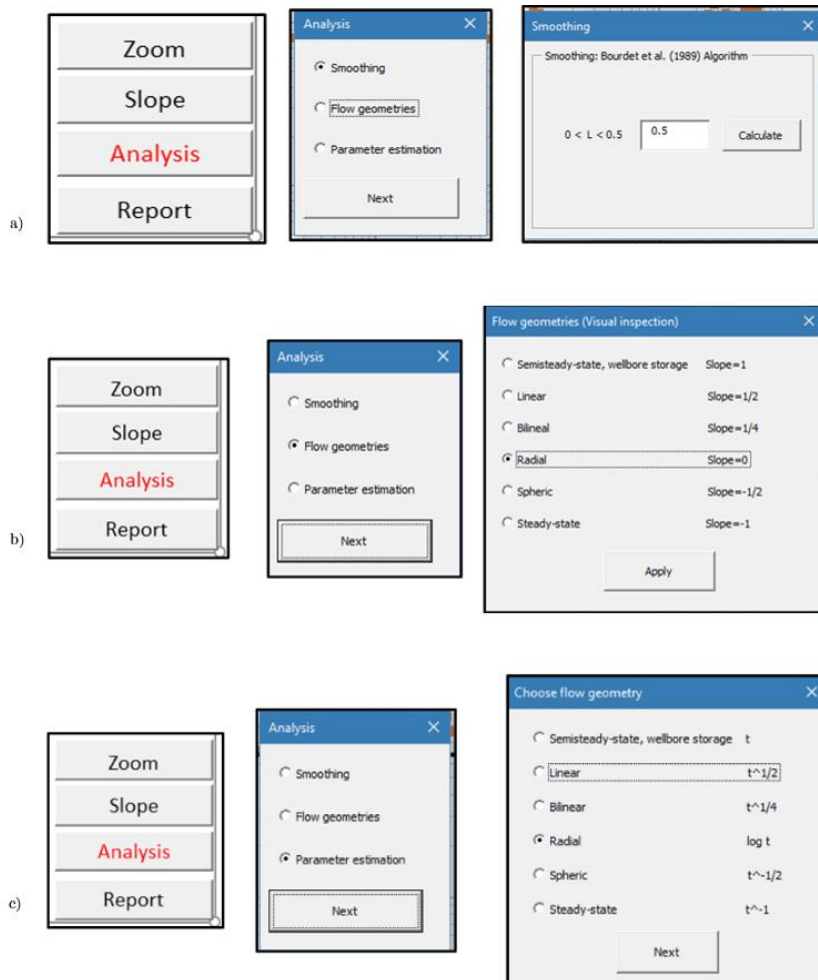 Zoom
Slope
Analysis
Report
a)
Analysis
Smoothing
Flow geometries
Parameter estimation
Next
Smoothing
Smoothing: Bourdet et al. (1989) Algorithm
0 < L < 0.5 0.5 Calculate
Zoom
Slope
Analysis
Report
b)
Analysis
Smoothing
Flow geometries
Parameter estimation
Next
Flow geometries (Visual inspection)
Semisteady-state, wellbore storage Slope=1
Linear Slope=1/2
Bilineal Slope=1/4
Radial Slope=0
Spheric Slope=-1/2
Steady-state Slope=-1
Apply
Zoom
Slope
Analysis
Report
c)
Analysis
Smoothing
Flow geometries
Parameter estimation
Next
Choose flow geometry
Semisteady-state, wellbore storage t
Linear t^1/2
Bilinear t^1/4
Radial log t
Spheric t^-1/2
Steady-state t^-1
Next